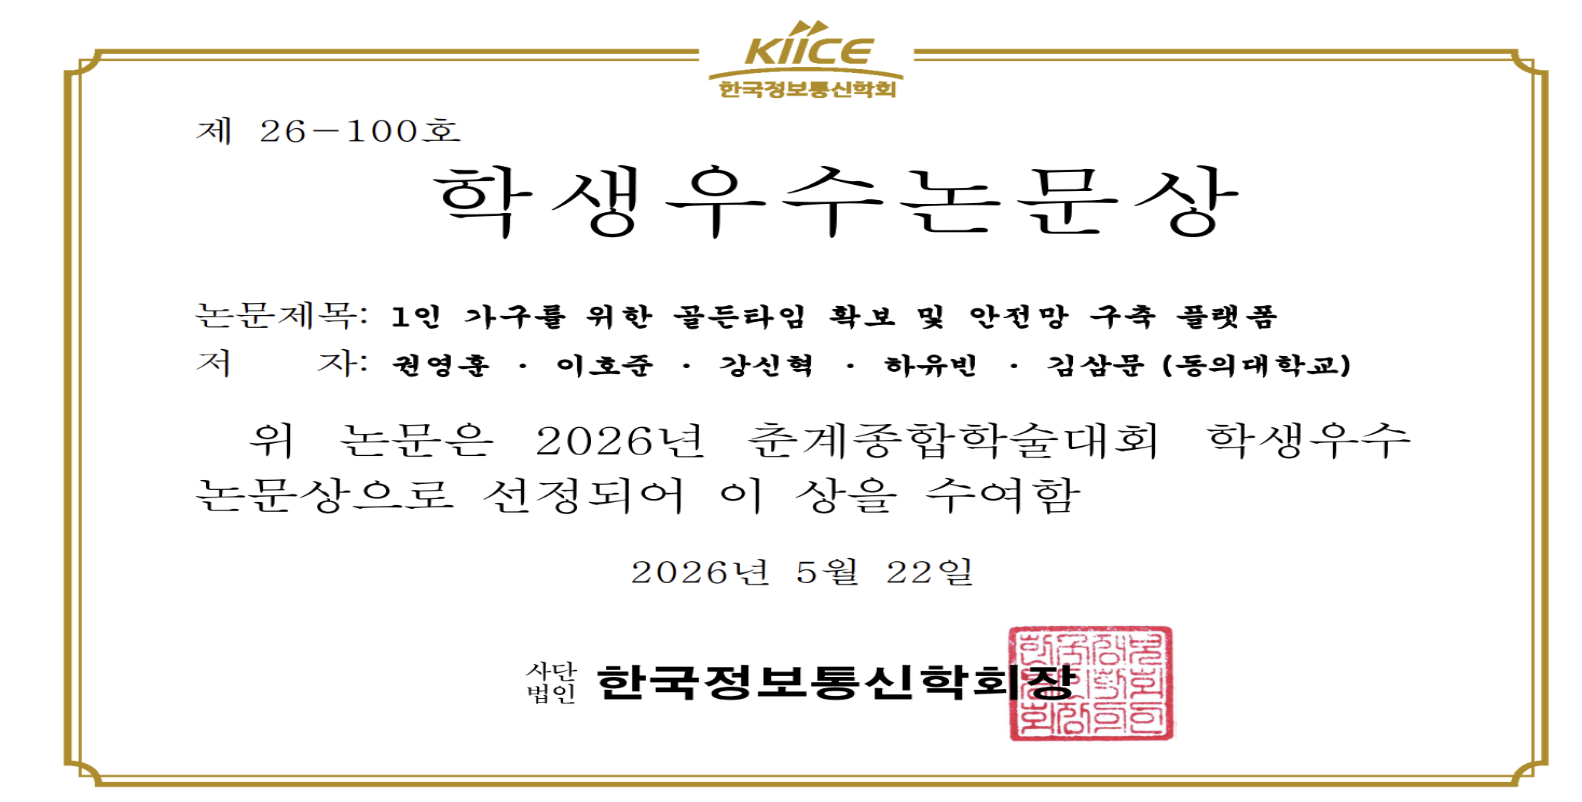 KIICE
한국정보통신학회
제 26-100호
학생우수논문상
논문제목: 1인 가구를 위한 골든타임 확보 및 안전망 구축 플랫폼
저 자: 권영훈 · 이호준 · 강신혁 · 하유빈 · 김삼문 (동의대학교)
위 논문은 2026년 춘계종합학술대회 학생우수
논문상으로 선정되어 이 상을 수여함
2026년 5월 22일
사단
법인 한국정보통신학회장